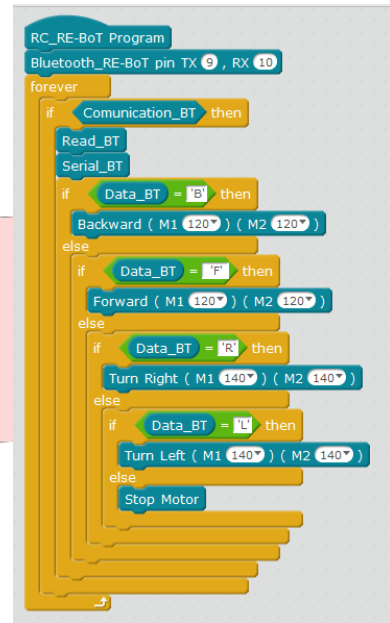 RC_RE-BoT Program
Bluetooth_RE-BoT pin TX 9 , RX 10
forever
if Comunication_BT then
Read_BT
Serial_BT
if Data_BT = 'B' then
Backward ( M1 120 ) ( M2 120 )
else
if Data_BT = 'F' then
Forward ( M1 120 ) ( M2 120 )
else
if Data_BT = 'R' then
Turn Right ( M1 140 ) ( M2 140 )
else
if Data_BT = 'L' then
Turn Left ( M1 140 ) ( M2 140 )
else
Stop Motor